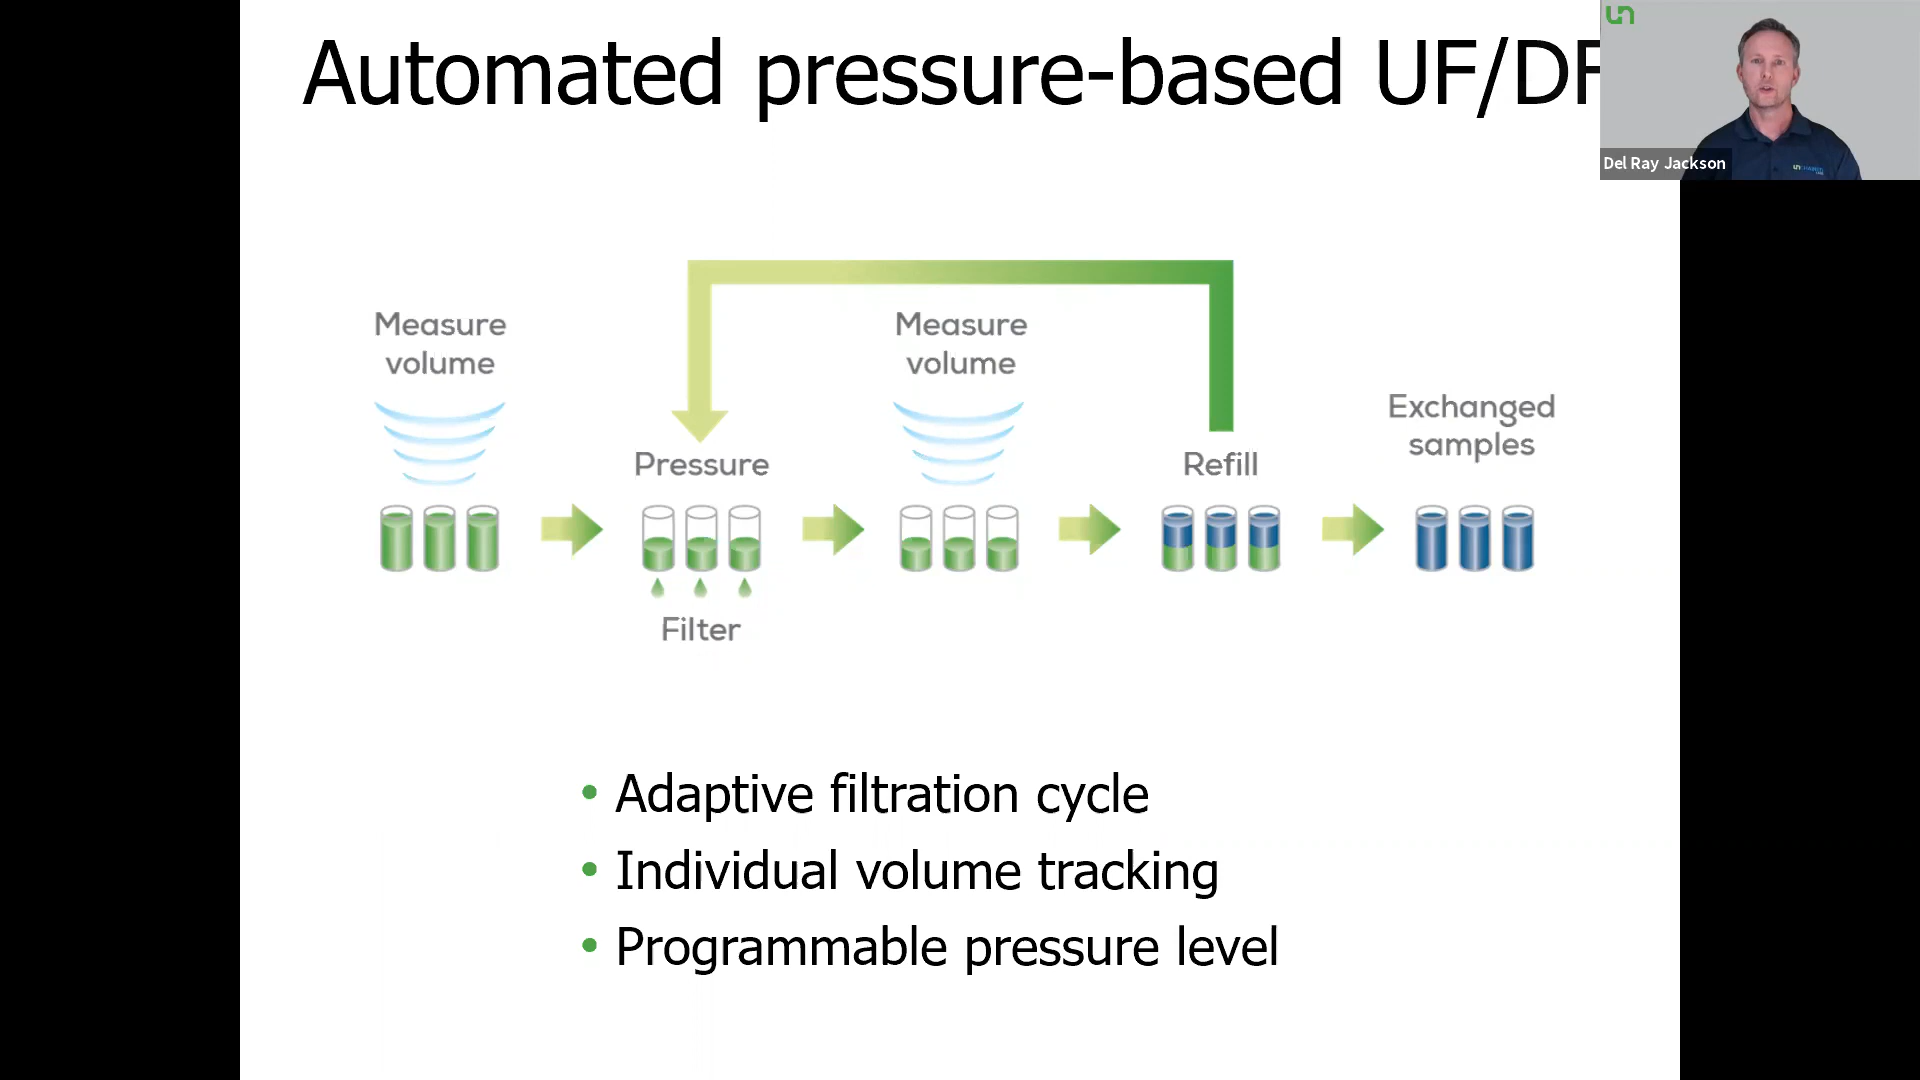 Automated pressure-based UF/DF
un
Del Ray Jackson
Measure
volume
Measure
volume
Exchanged
samples
Pressure
Refill
Filter
• Adaptive filtration cycle
• Individual volume tracking
• Programmable pressure level